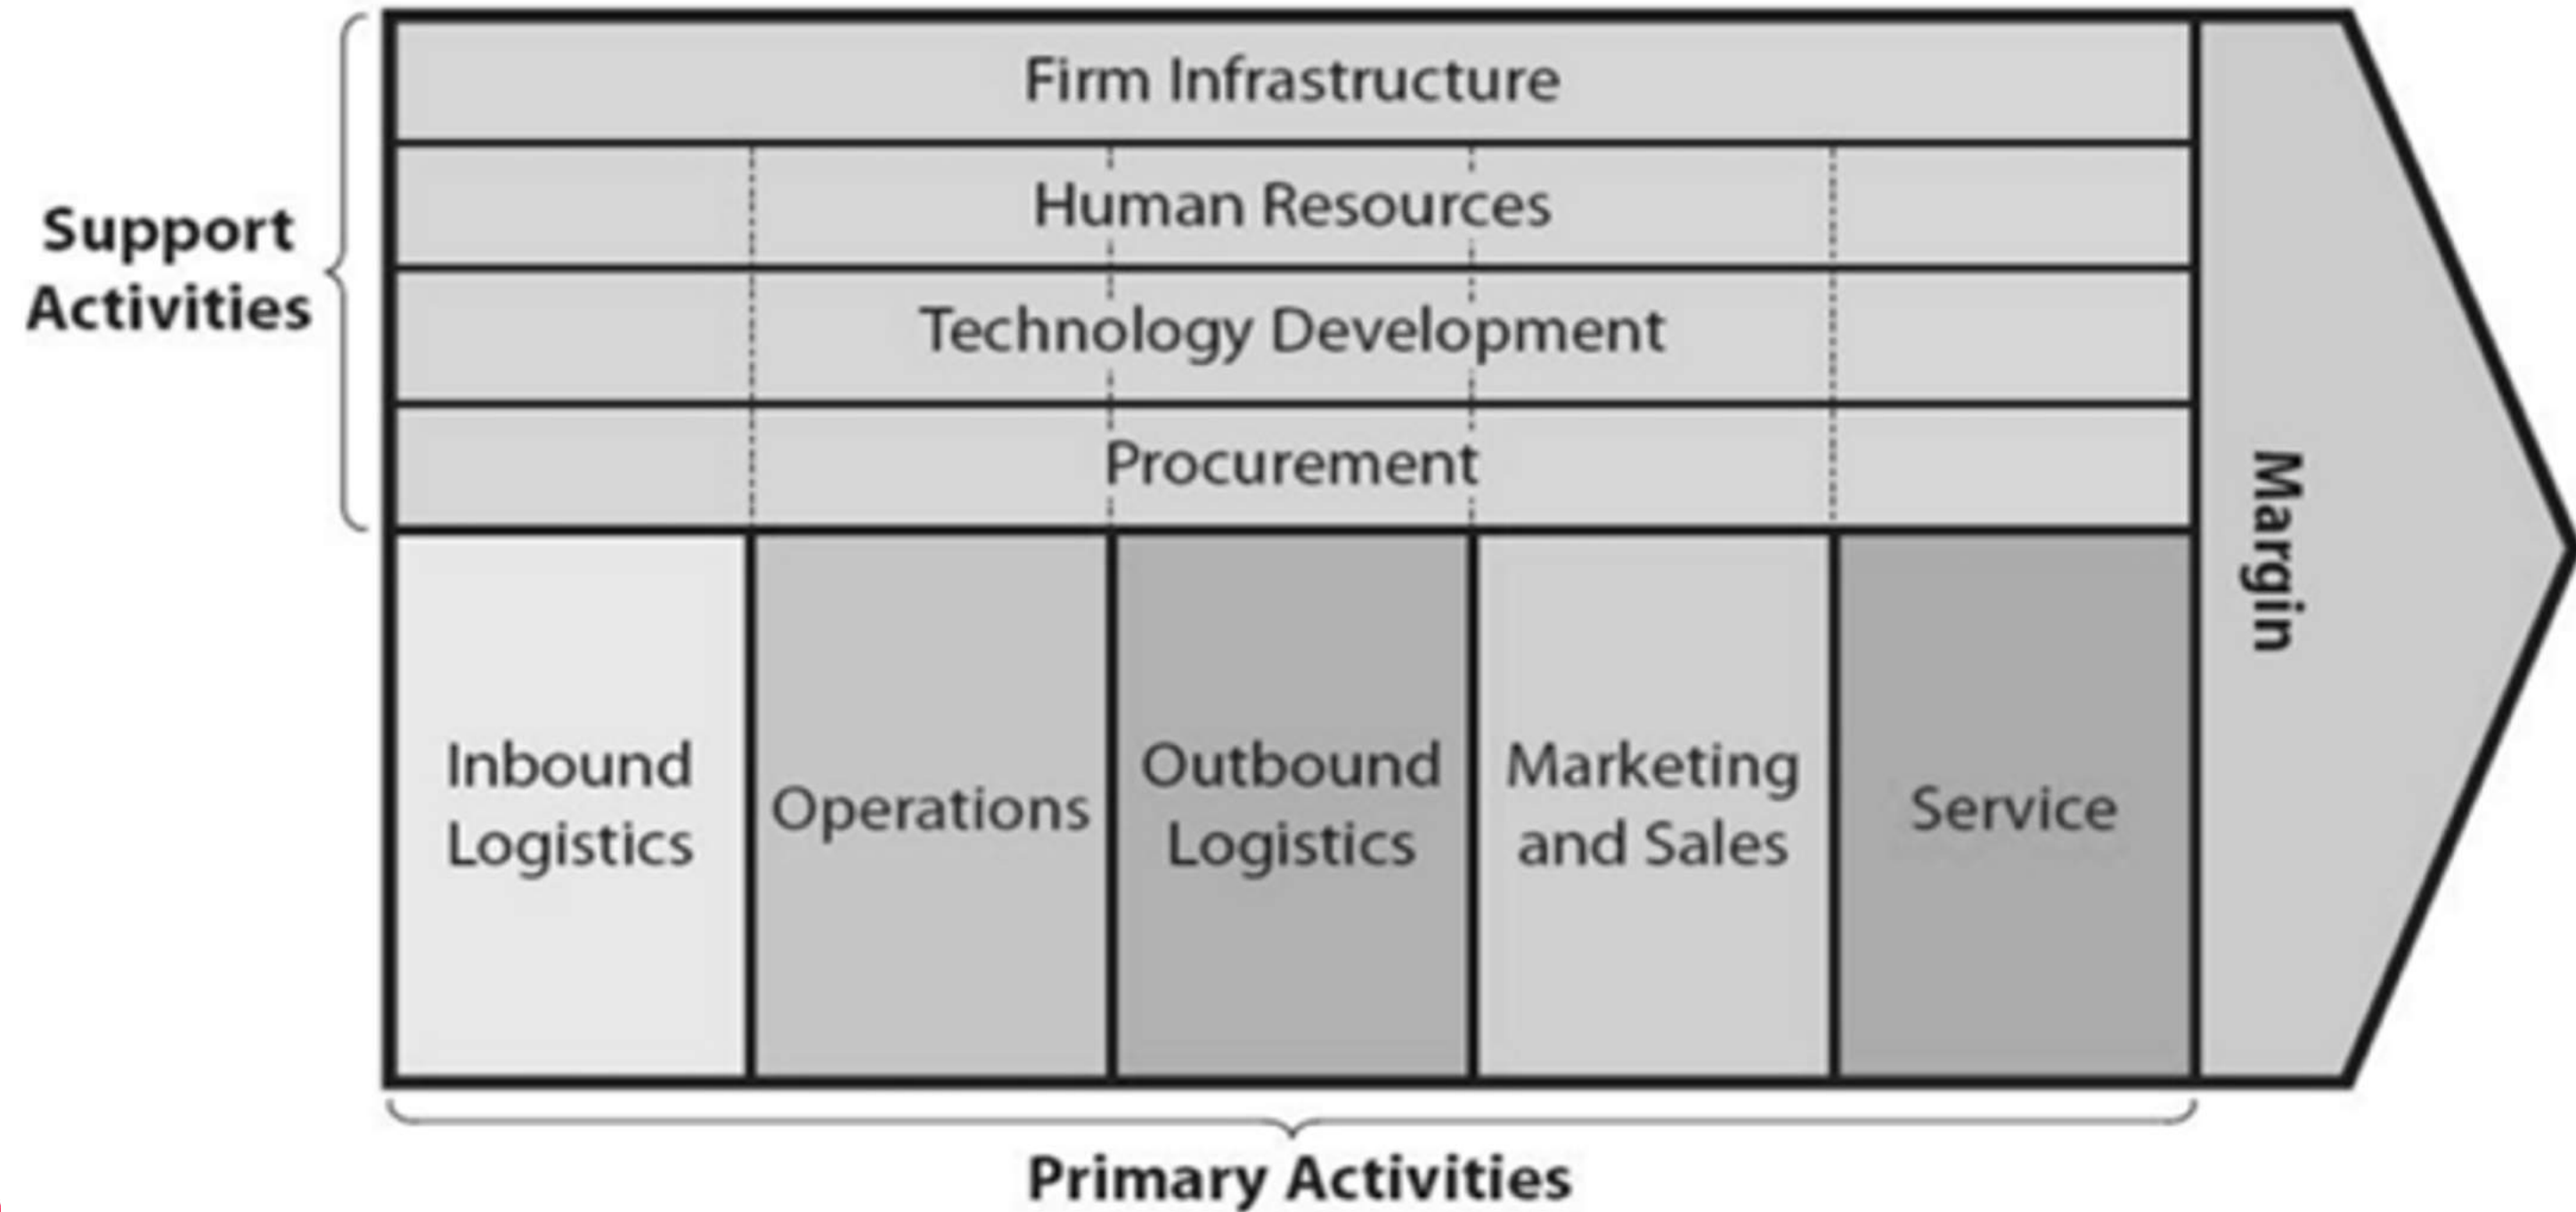 Firm Infrastructure
Human Resources
Technology Development
Procurement
Support
Activities
Inbound
Logistics
Operations
Outbound
Logistics
Marketing
and Sales
Service
Margin
Primary Activities